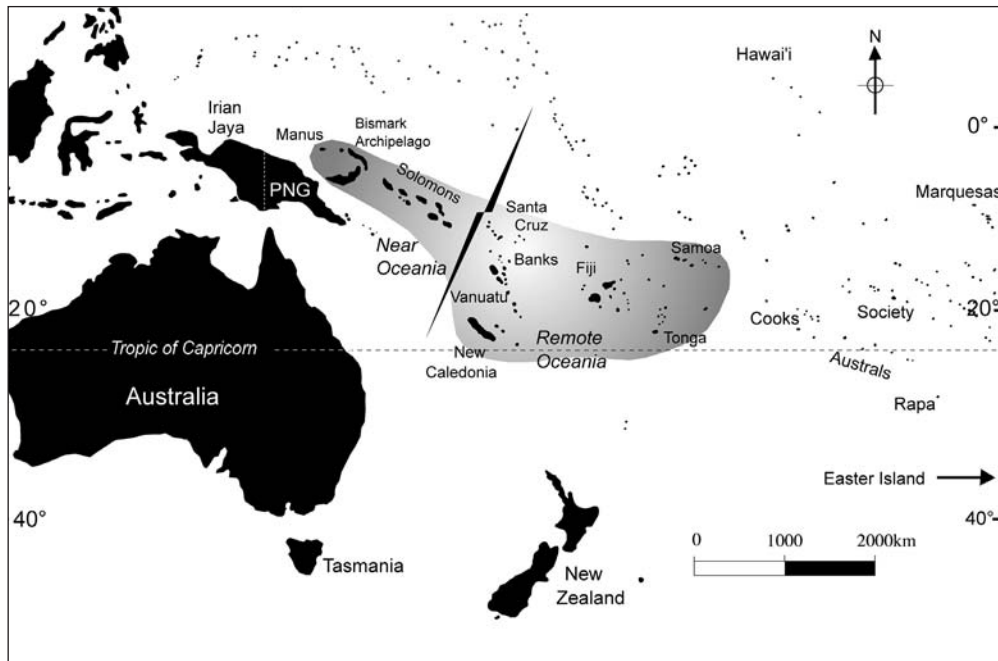 Hawai'i
N
Irian
Jaya
Manus
Bismark
Archipelago
0°
PNG
Solomons
Marquesas
Santa
Cruz
Near
Oceania
Banks
Fiji
Samoa
Vanuatu
20°
20°
Cooks
Society
Tropic of Capricorn
New
Caledonia
Remote
Oceania
Tonga
Australs
Australia
Rapa
Easter Island
40°
40°
0 1000 2000km
Tasmania
New
Zealand